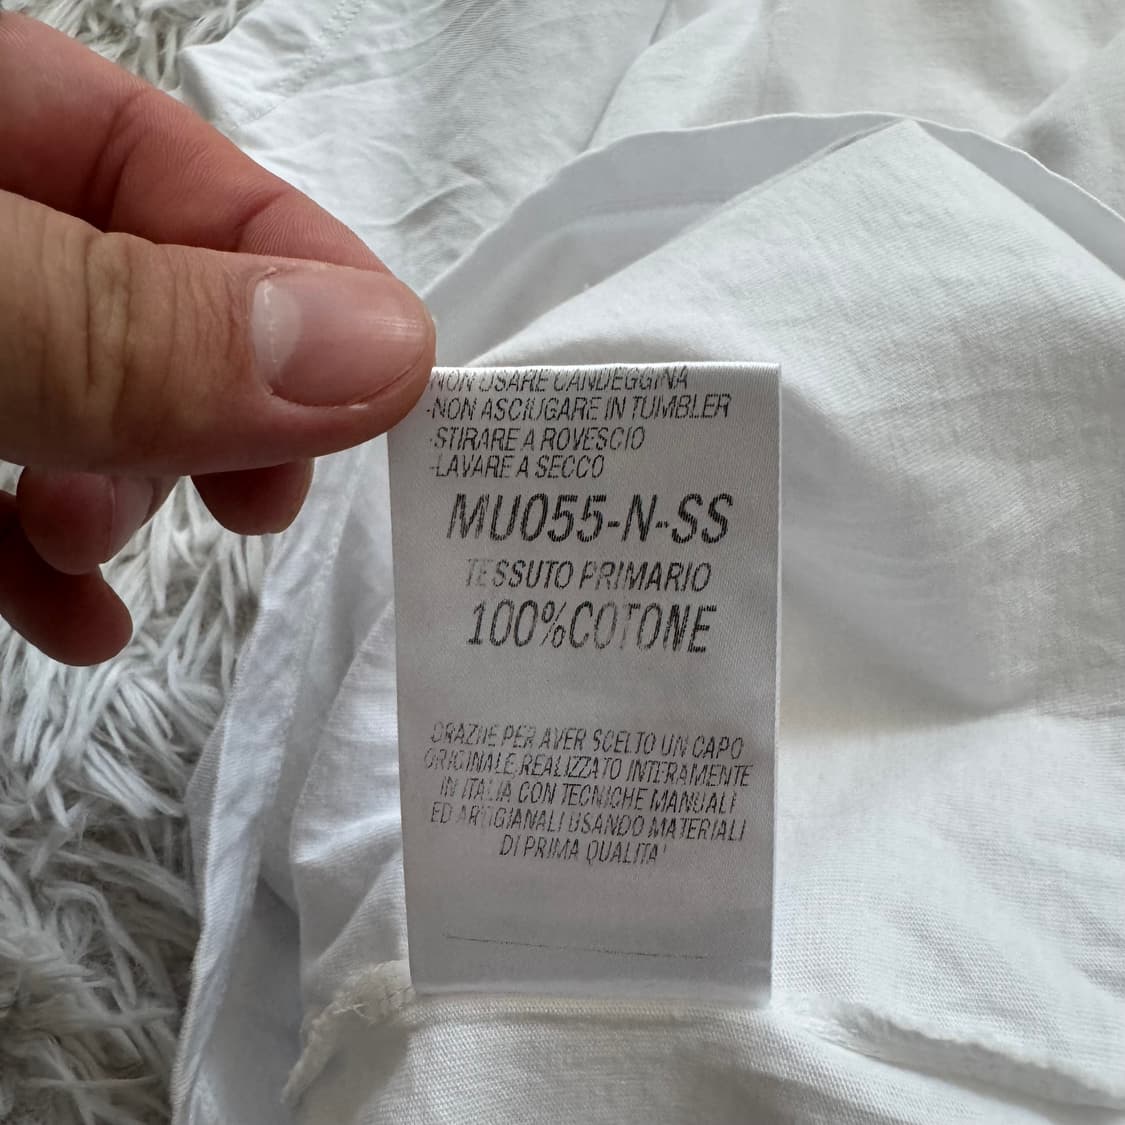 NON USARE CANDEGGINA
-NON ASCIUGARE IN TUMBLER
-STIRARE A ROVESCIO
-LAVARE A SECCO
MU055-N-SS
TESSUTO PRIMARIO
100%COTONE
GRAZIE PER AVER SCELTO UN CAPO
ORIGINALE REALIZZATO INTERAMENTE
IN ITALIA CON TECNICHE MANUALI
ED ARTIGIANALI USANDO MATERIALI
DI PRIMA QUALITA'